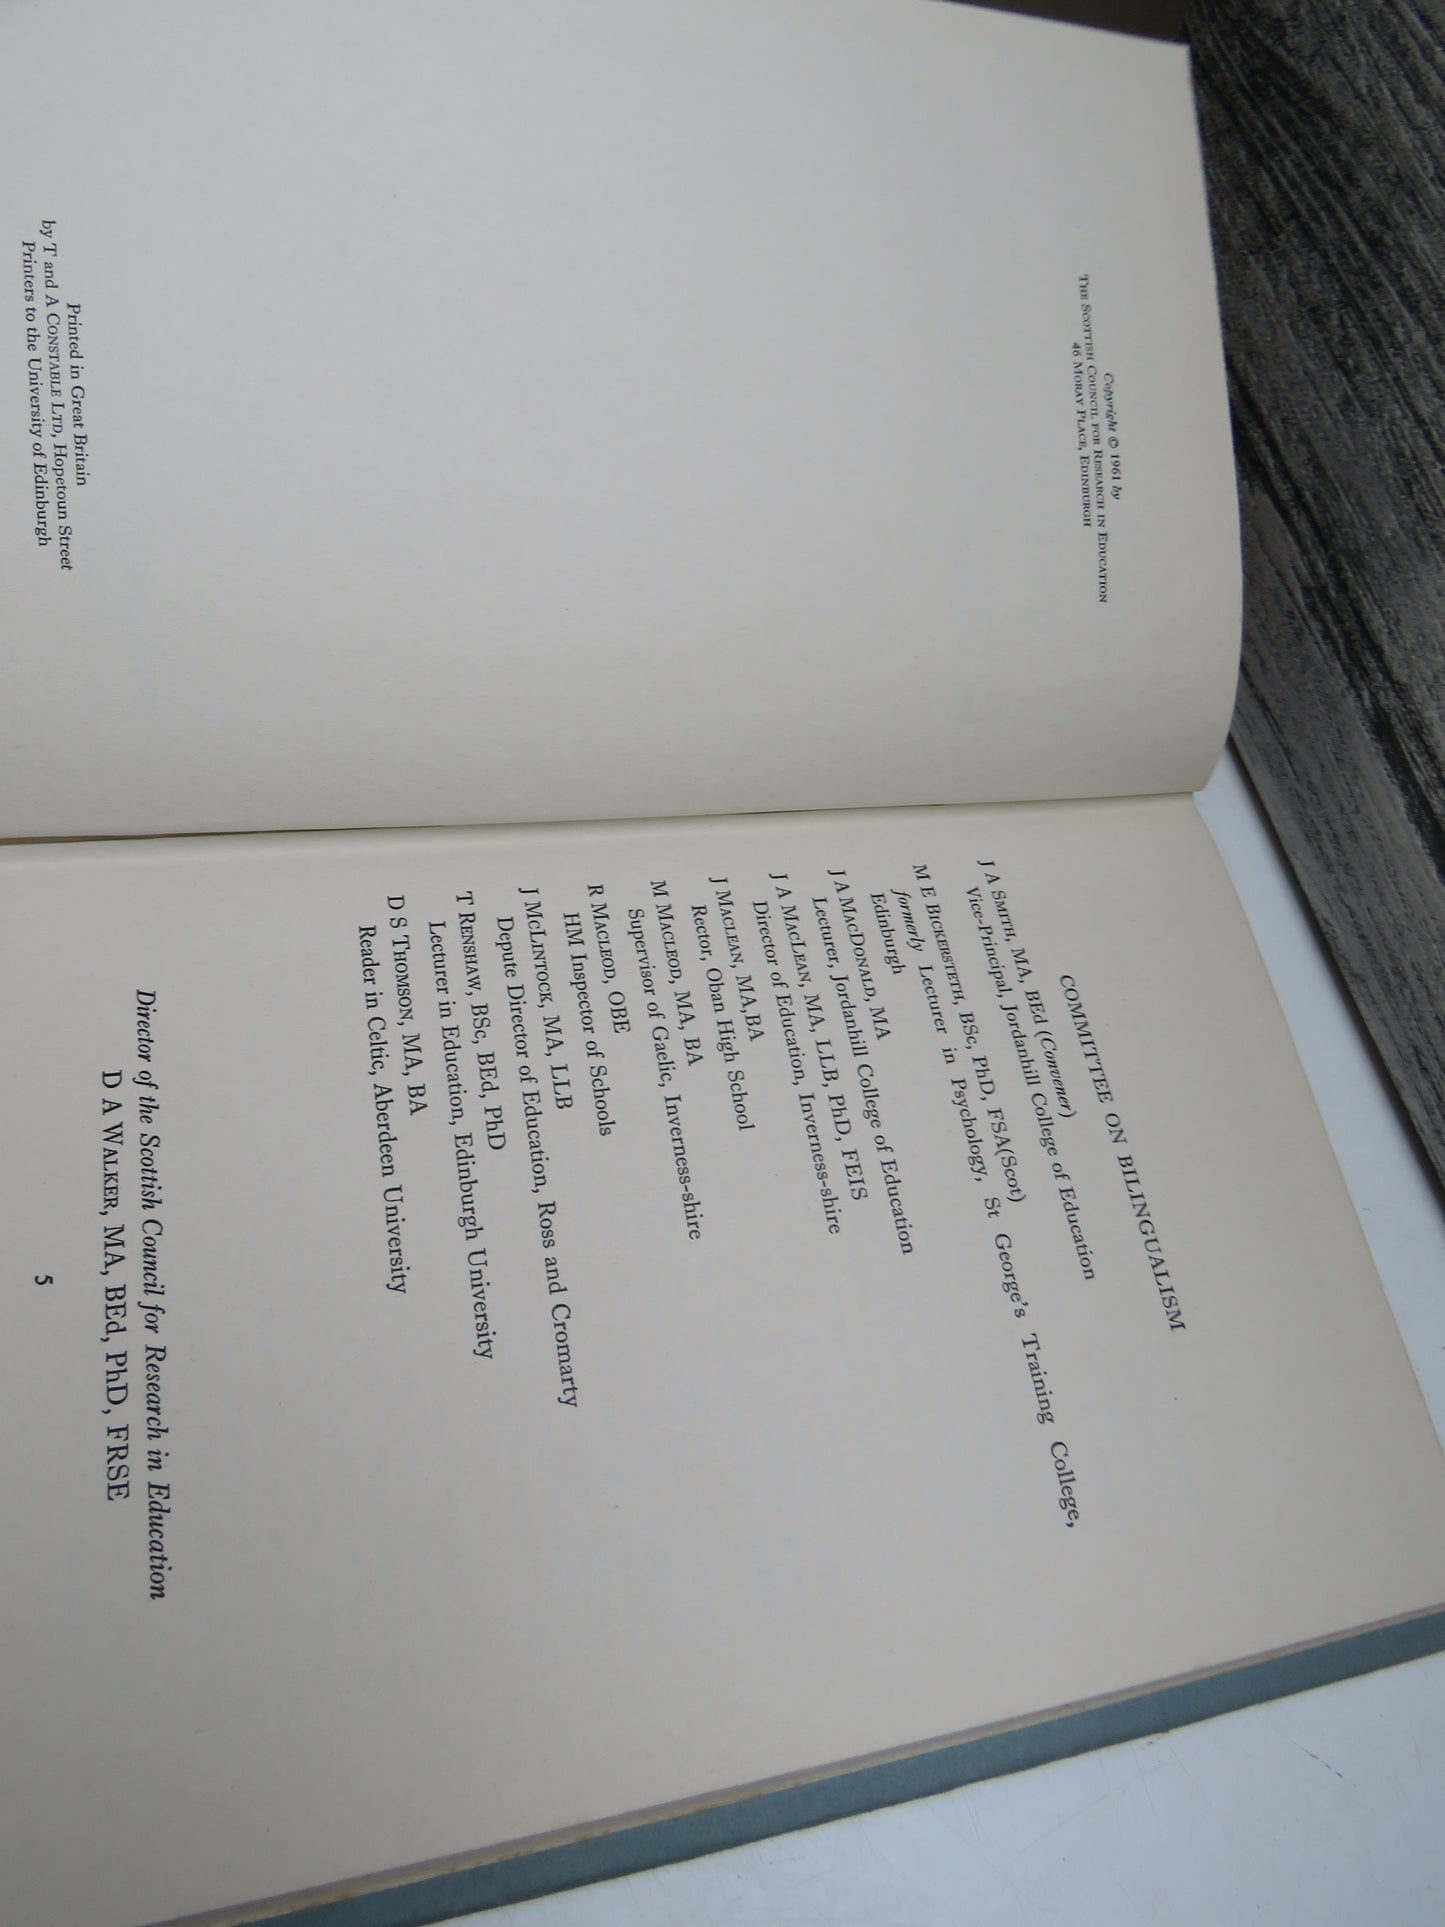 Copyright © 1961 by
THE SCOTTISH COUNCIL FOR RESEARCH IN EDUCATION
46 MORAY PLACE, EDINBURGH
Printed in Great Britain
by T and A CONSTABLE LTD, Hopetoun Street
Printers to the University of Edinburgh
COMMITTEE ON BILINGUALISM
J A SMITH, MA, BEd (Convener)
Vice-Principal, Jordanhill College of Education
M E BICKERSTETH, BSc, PhD, FSA(Scot)
formerly Lecturer in Psychology, St George's Training College,
Edinburgh
J A MACDONALD, MA
Lecturer, Jordanhill College of Education
J A MACLEAN, MA, LLB, PhD, FEIS
Director of Education, Inverness-shire
J MACLEAN, MA,BA
Rector, Oban High School
M MACLEOD, MA, BA
Supervisor of Gaelic, Inverness-shire
R MACLEOD, OBE
HM Inspector of Schools
J MCLINTOCK, MA, LLB
Depute Director of Education, Ross and Cromarty
T RENSHAW, BSc, BEd, PhD
Lecturer in Education, Edinburgh University
D S THOMSON, MA, BA
Reader in Celtic, Aberdeen University
Director of the Scottish Council for Research in Education
D A WALKER, MA, BEd, PhD, FRSE
5